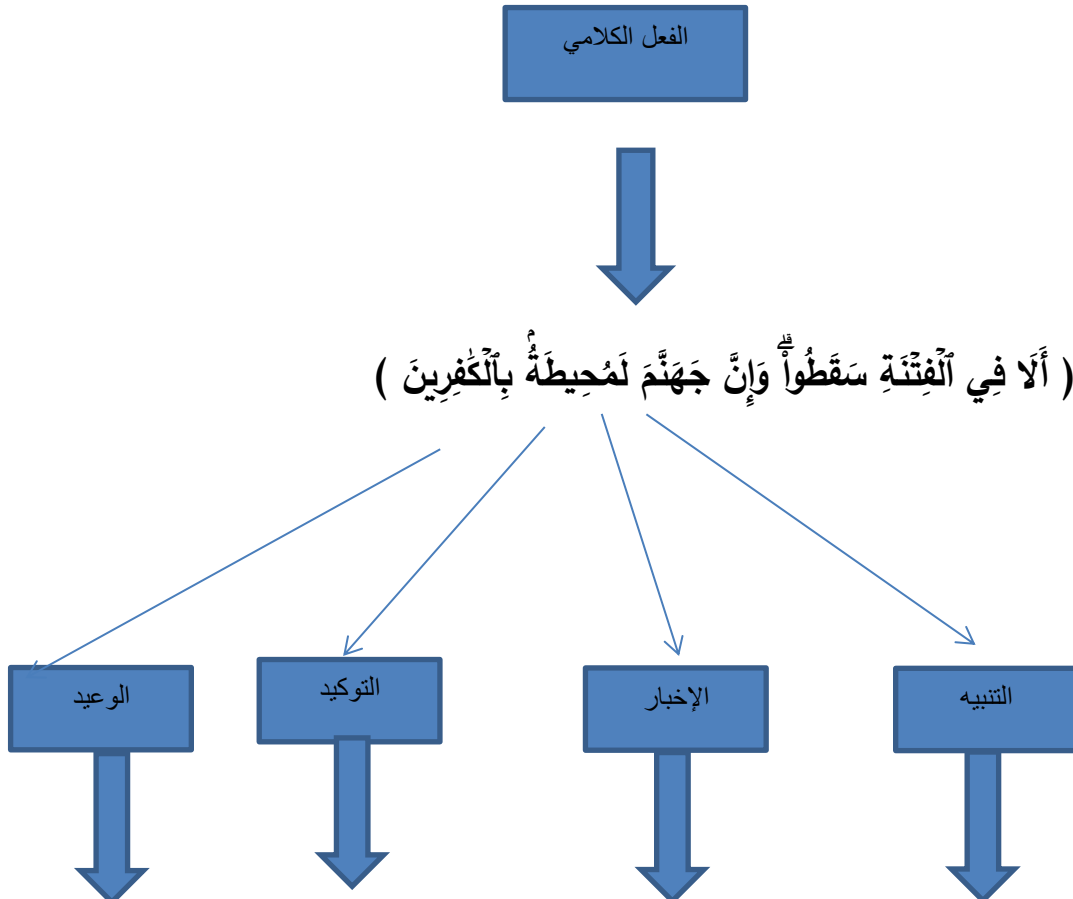 الفعل الكلامي
( أَلَا فِي ٱلۡفِتۡنَةِ سَقَطُواْۗ وَإِنَّ جَهَنَّمَ لَمُحِيطَةُۢ بِٱلۡكَٰفِرِينَ )
التنبيه
الإخبار
التوكيد
الوعيد